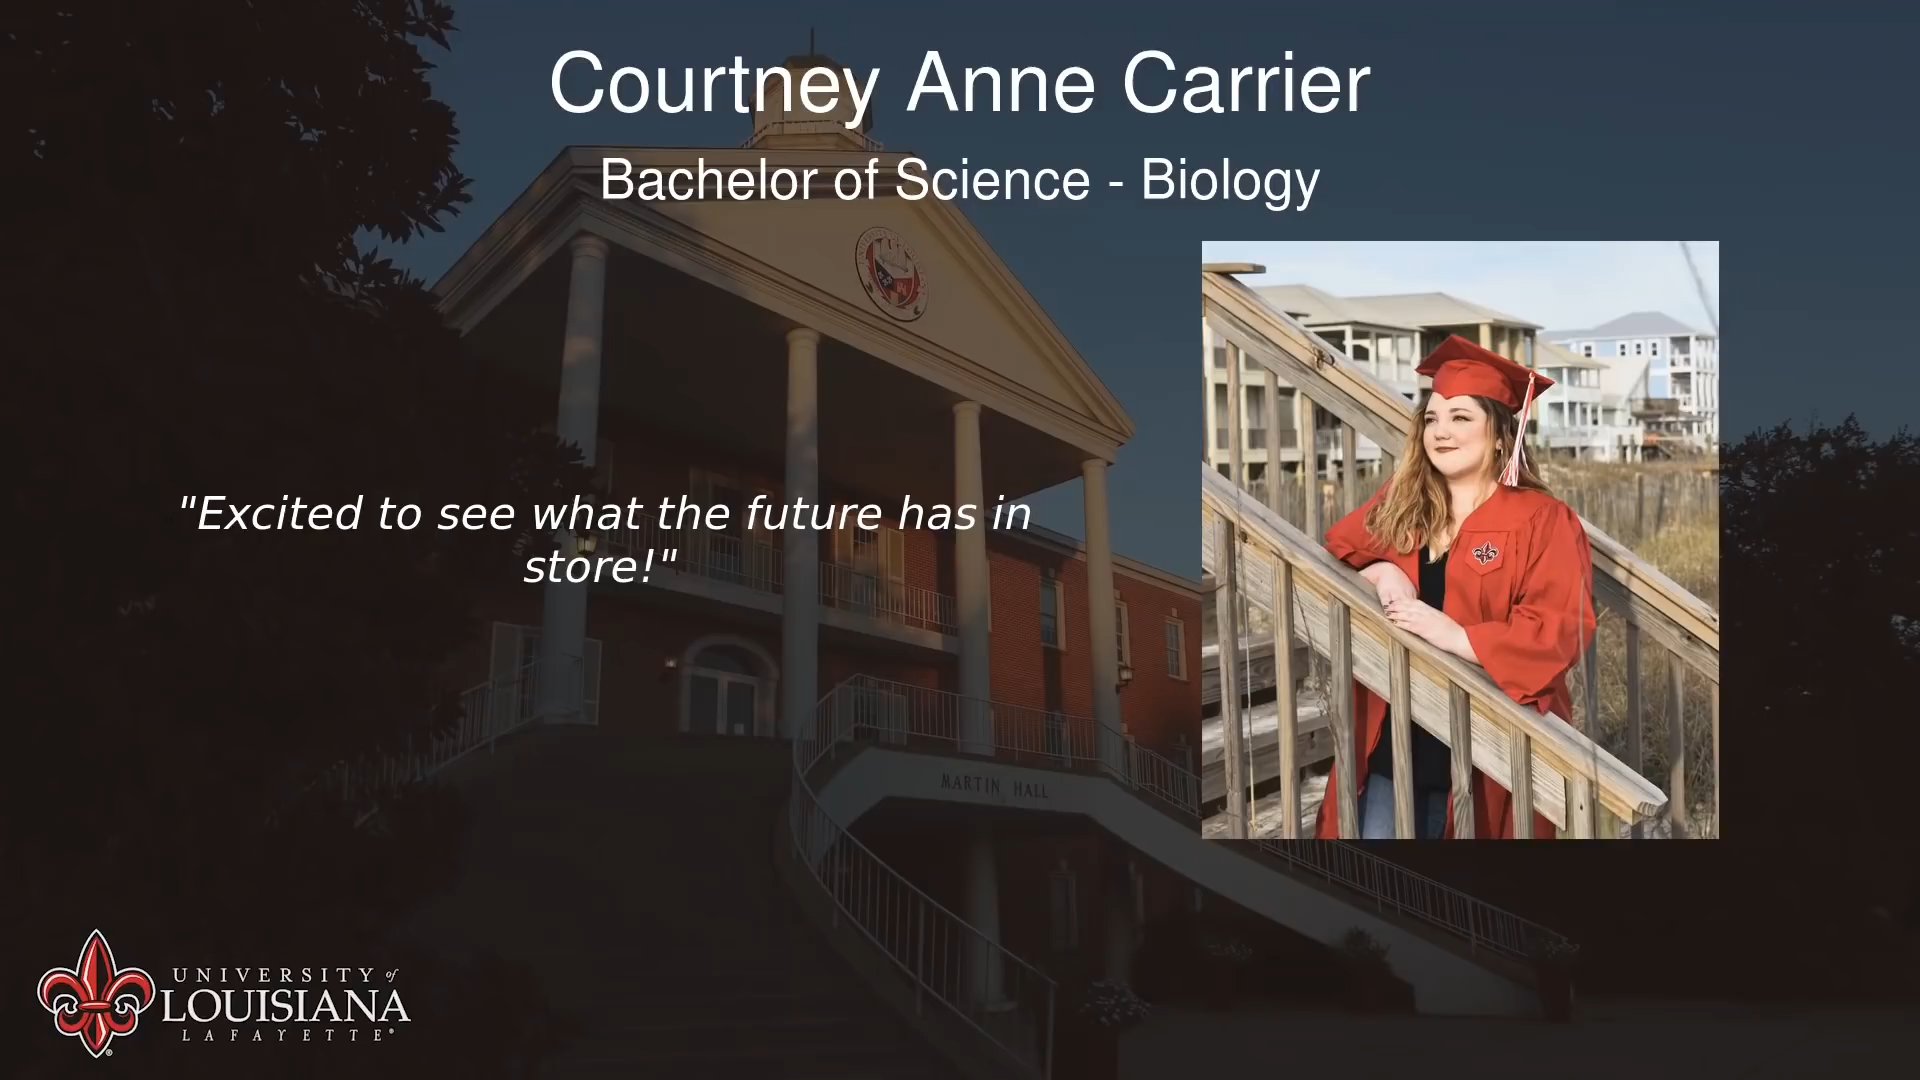 Courtney Anne Carrier
Bachelor of Science - Biology
"Excited to see what the future has in
store!"
MARTIN HALL
UNIVERSITY of
LOUISIANA
LAFAYETTE®